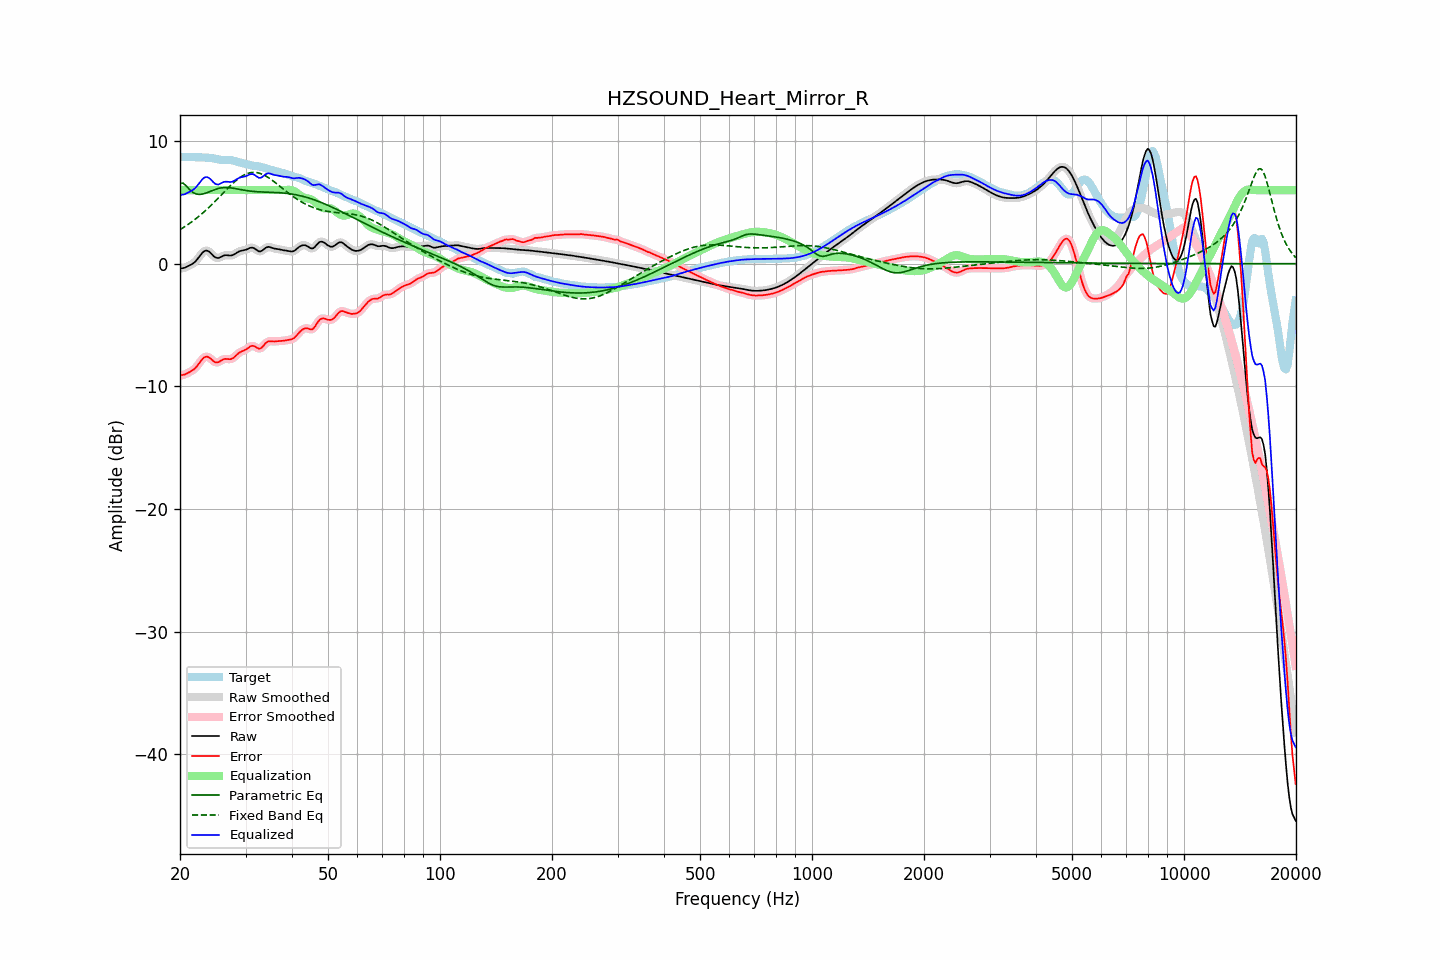 HZSOUND_Heart_Mirror_R
10
0
−10
−20
−30
−40
Amplitude (dBr)
Target
Raw Smoothed
Error Smoothed
Raw
Error
Equalization
Parametric Eq
Fixed Band Eq
Equalized
20 50 100 200 500 1000 2000 5000 10000 20000
Frequency (Hz)